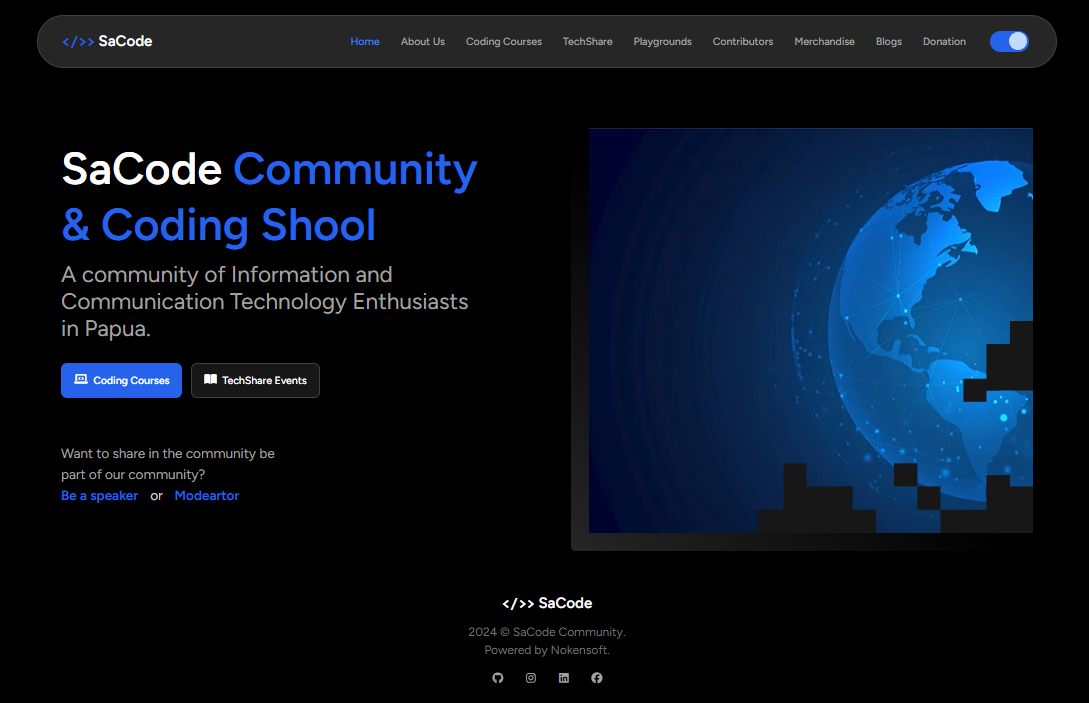 </>> SaCode
Home About Us Coding Courses TechShare Playgrounds Contributors Merchandise Blogs Donation
SaCode Community
& Coding Shool
A community of Information and
Communication Technology Enthusiasts
in Papua.
Coding Courses TechShare Events
Want to share in the community be
part of our community?
Be a speaker or Modeartor
</>> SaCode
2024 © SaCode Community.
Powered by Nokensoft.